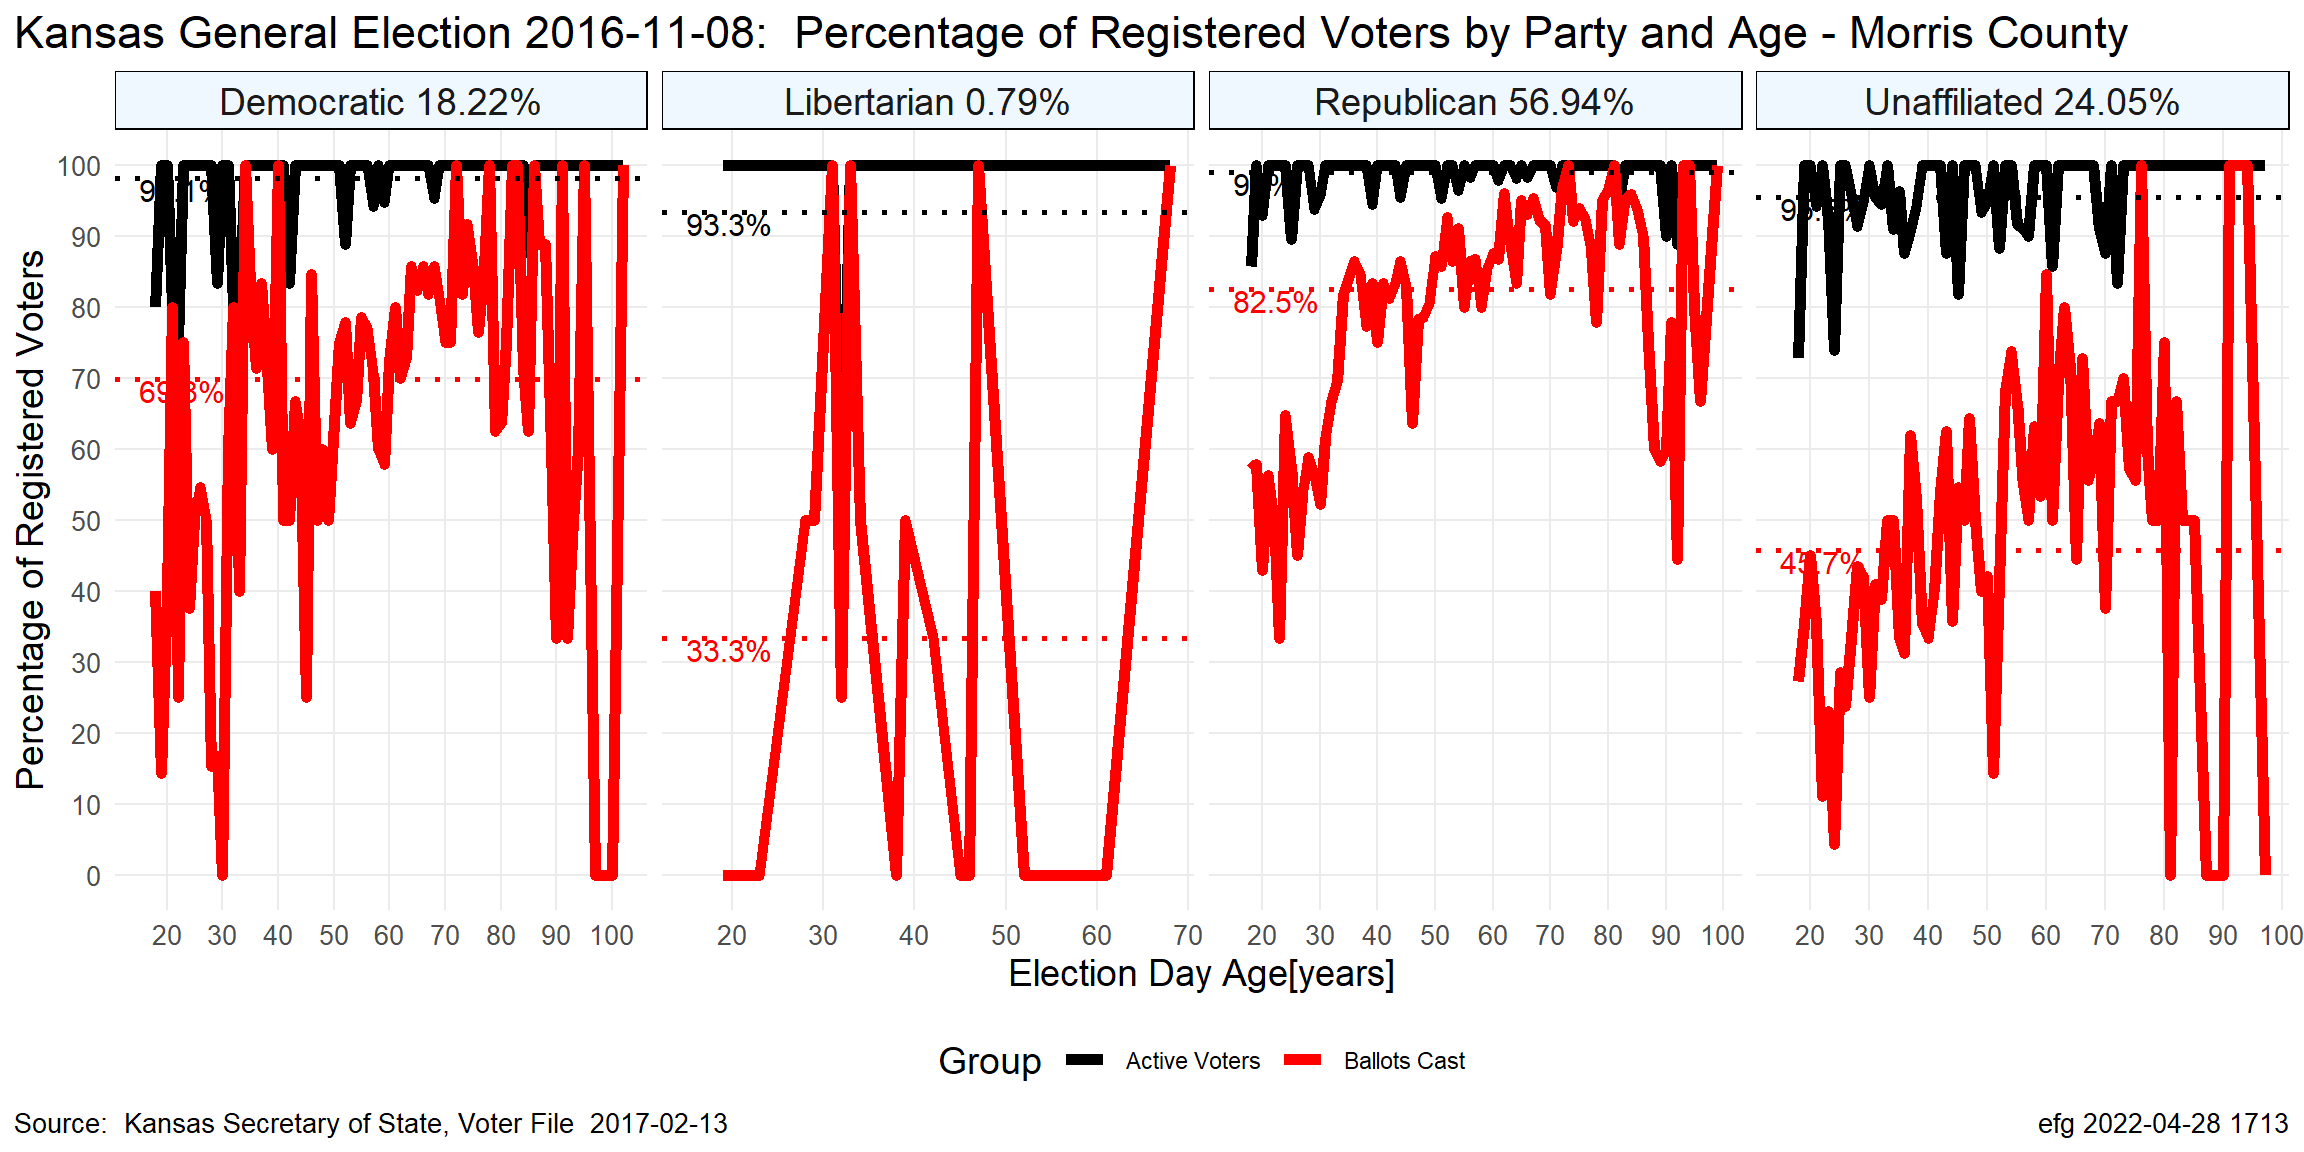 Kansas General Election 2016-11-08:  Percentage of Registered Voters by Party and Age - Morris County
Democratic 18.22%
Libertarian 0.79%
Republican 56.94%
Unaffiliated 24.05%
Percentage of Registered Voters
100
90
80
70
60
50
40
30
20
10
0
93.3%
33.3%
82.5%
45.7%
20 30 40 50 60 70 80 90 100
20 30 40 50 60 70
20 30 40 50 60 70 80 90 100
20 30 40 50 60 70 80 90 100
Election Day Age[years]
Group Active Voters Ballots Cast
Source:  Kansas Secretary of State, Voter File  2017-02-13
efg 2022-04-28 1713